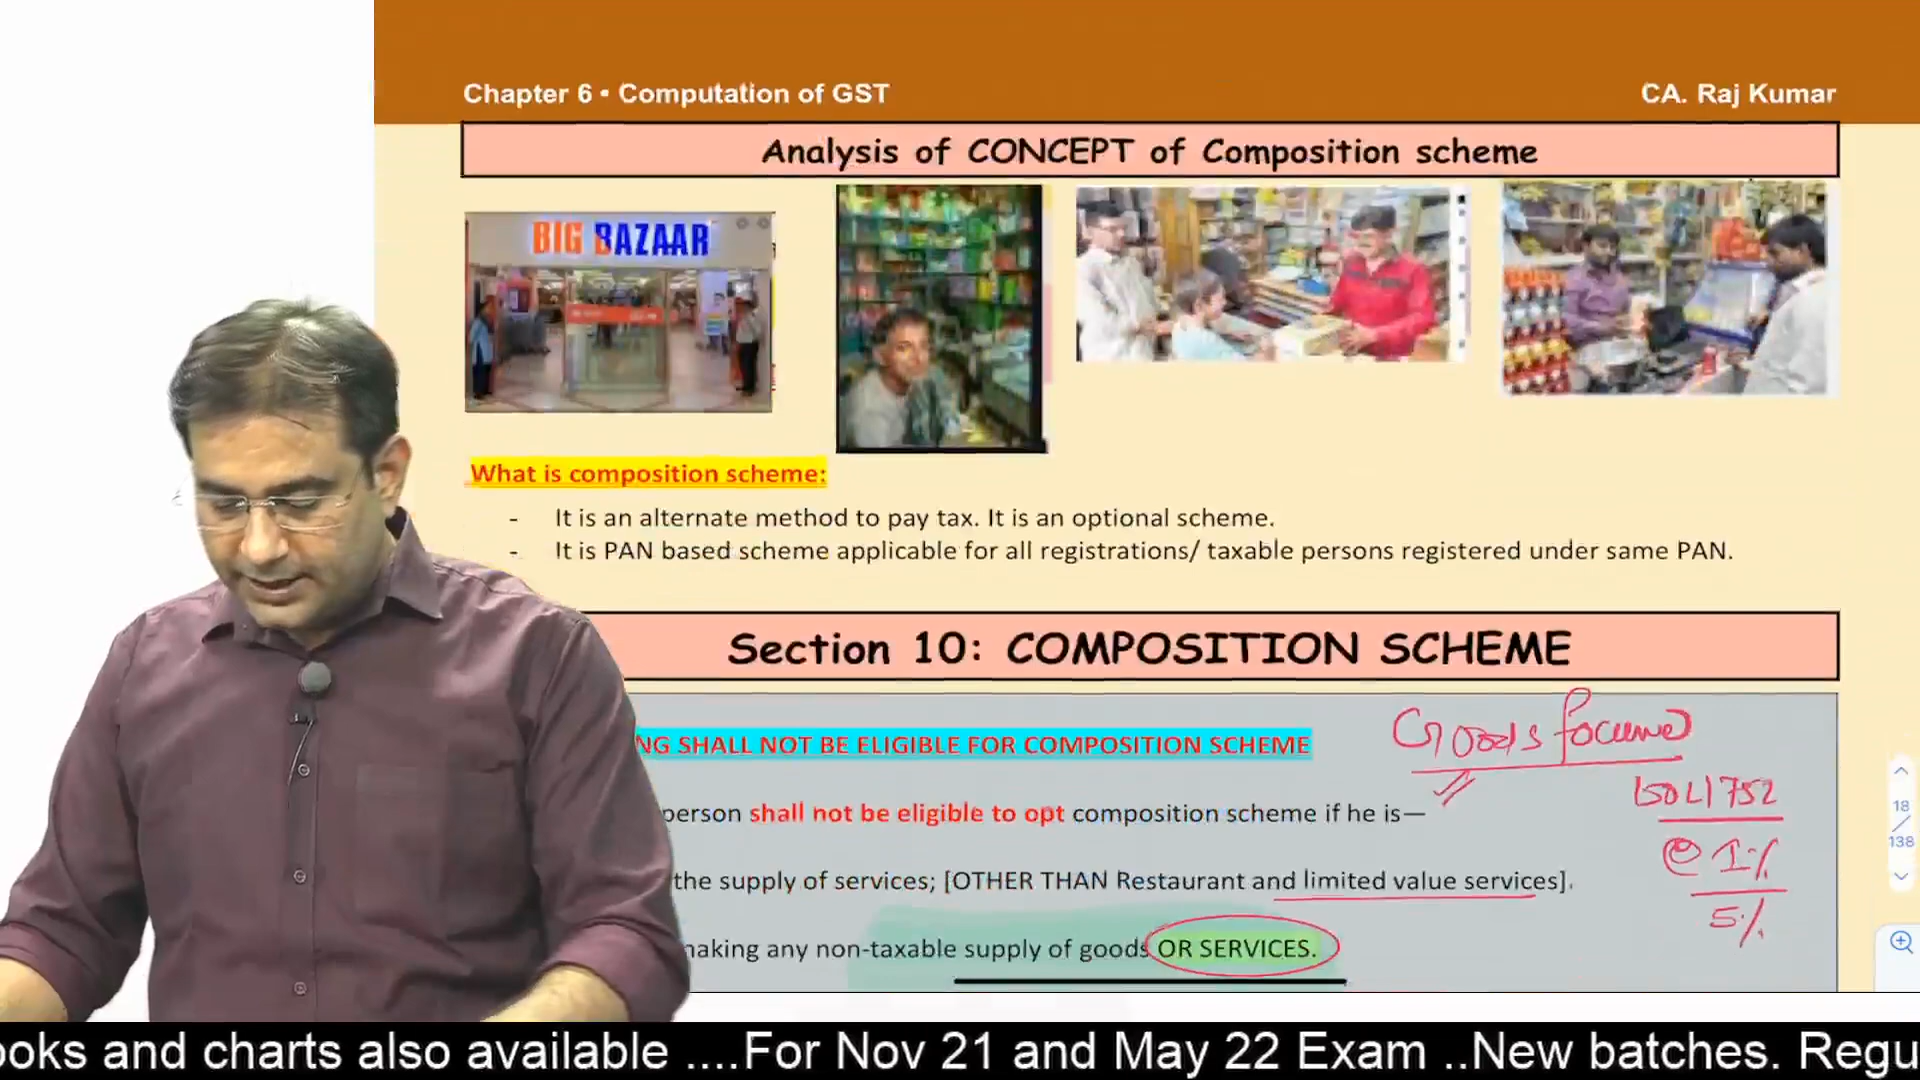 Chapter 6 • Computation of GST
CA. Raj Kumar
Analysis of CONCEPT of Composition scheme
BIG BAZAAR
What is composition scheme:
- It is an alternate method to pay tax. It is an optional scheme.
- It is PAN based scheme applicable for all registrations/ taxable persons registered under same PAN.
Section 10: COMPOSITION SCHEME
NG SHALL NOT BE ELIGIBLE FOR COMPOSITION SCHEME
Goods focused
150L/75L
person shall not be eligible to opt composition scheme if he is—
@ 1%
the supply of services; [OTHER THAN Restaurant and limited value services].
5%
making any non-taxable supply of goods OR SERVICES.
18
/
138
ooks and charts also available ....For Nov 21 and May 22 Exam ..New batches. Regu